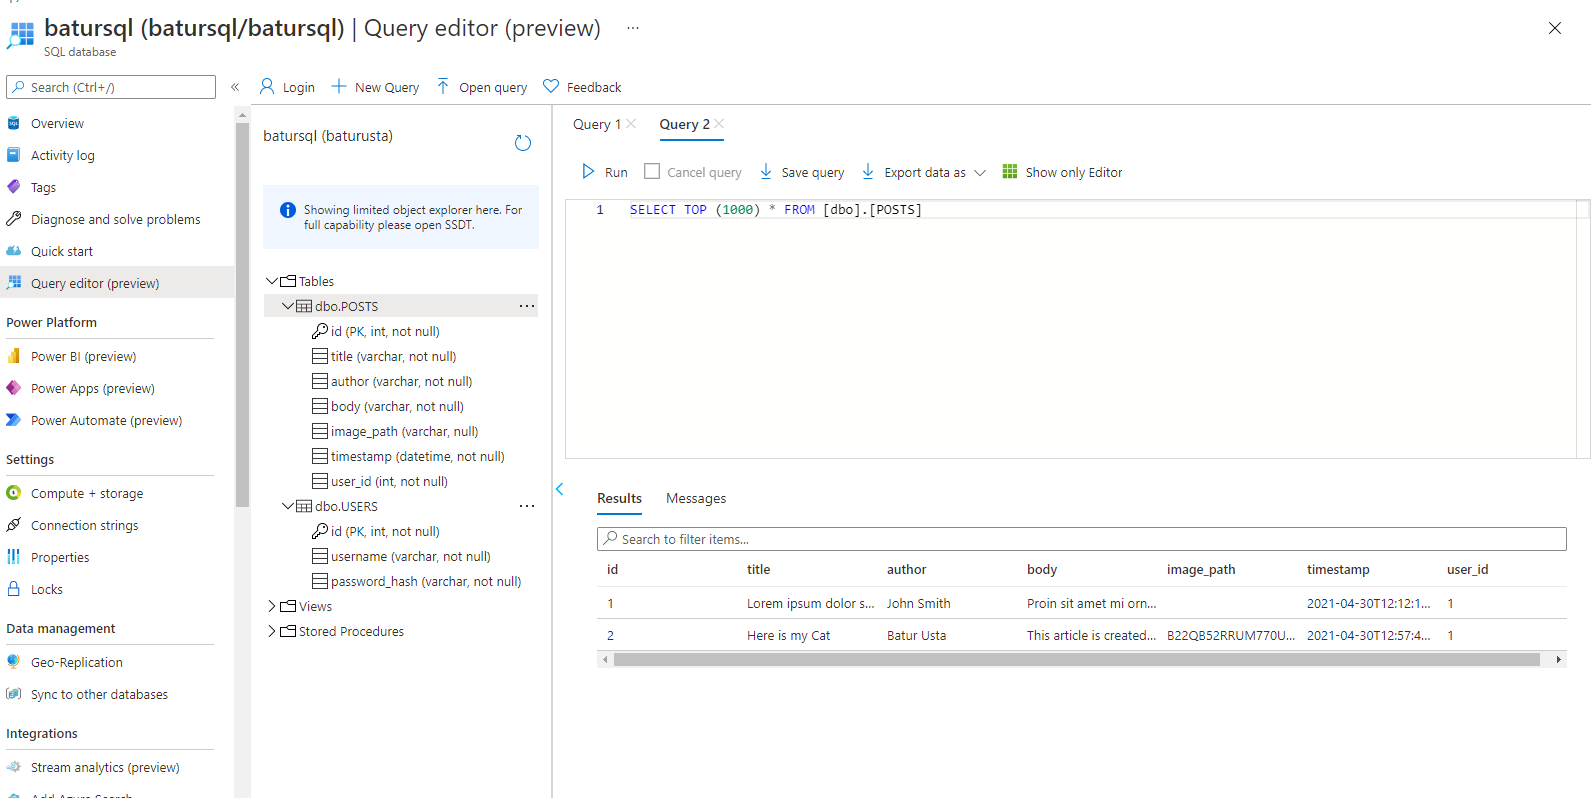 batursql (batursql/batursql) | Query editor (preview) ...
SQL database
Search (Ctrl+/)
«
Overview
Activity log
Tags
Diagnose and solve problems
Quick start
Query editor (preview)
Power Platform
Power BI (preview)
Power Apps (preview)
Power Automate (preview)
Settings
Compute + storage
Connection strings
Properties
Locks
Data management
Geo-Replication
Sync to other databases
Integrations
Stream analytics (preview)
Add Azure Search
Login New Query Open query Feedback
batursql (baturusta)
Showing limited object explorer here. For
full capability please open SSDT.
Tables
dbo.POSTS ...
id (PK, int, not null)
title (varchar, not null)
author (varchar, not null)
body (varchar, not null)
image_path (varchar, null)
timestamp (datetime, not null)
user_id (int, not null)
dbo.USERS ...
id (PK, int, not null)
username (varchar, not null)
password_hash (varchar, not null)
Views
Stored Procedures
Query 1 Query 2
Run Cancel query Save query Export data as Show only Editor
1 SELECT TOP (1000) * FROM [dbo].[POSTS]
Results Messages
Search to filter items...
id title author body image_path timestamp user_id
1 Lorem ipsum dolor s... John Smith Proin sit amet mi orn... 2021-04-30T12:12:1... 1
2 Here is my Cat Batur Usta This article is created... B22QB52RRUM770U... 2021-04-30T12:57:4... 1